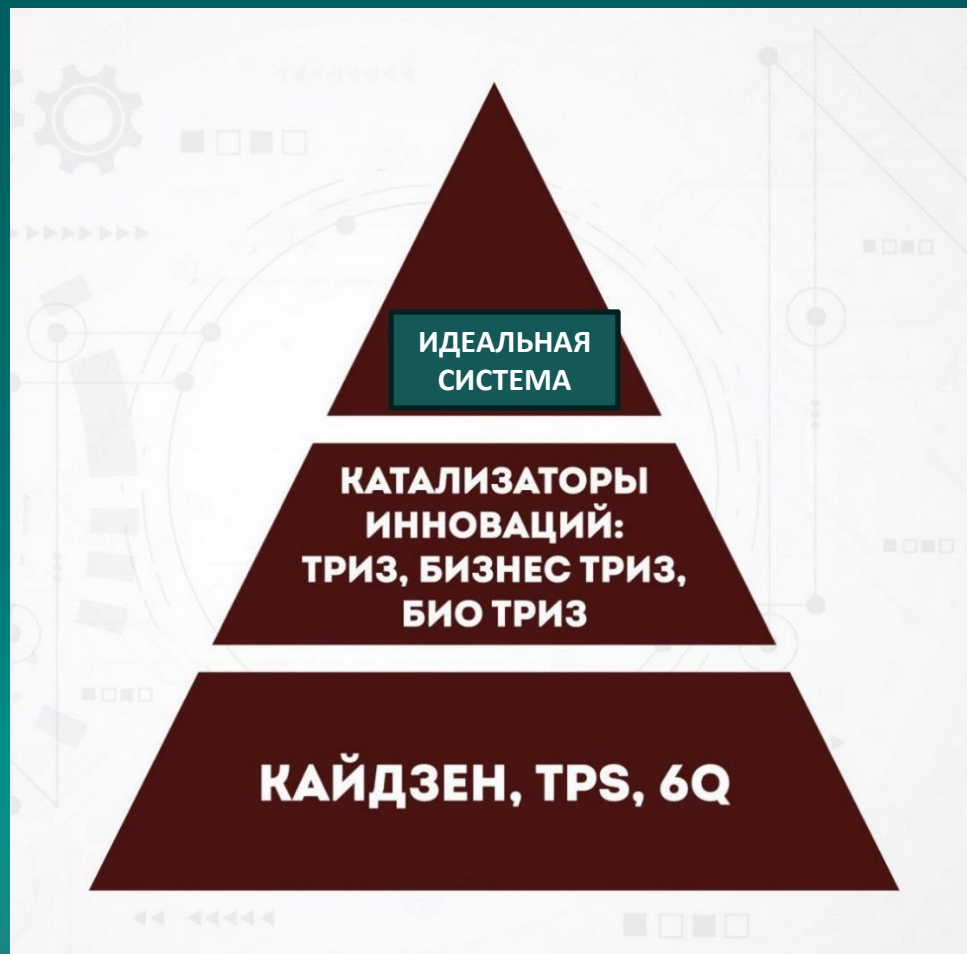 ИДЕАЛЬНАЯ
СИСТЕМА
КАТАЛИЗАТОРЫ
ИННОВАЦИЙ:
ТРИЗ, БИЗНЕС ТРИЗ,
БИО ТРИЗ
КАЙДЗЕН, TPS, 6Q